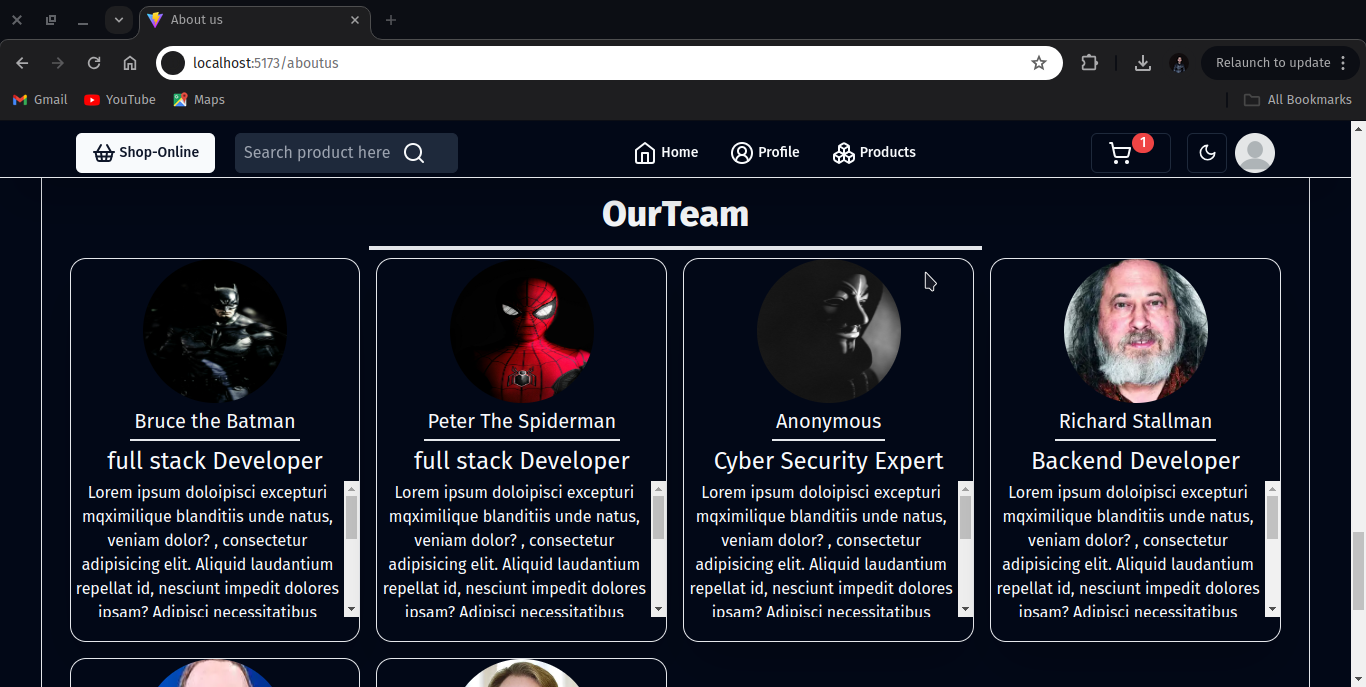 About us
localhost:5173/aboutus
Relaunch to update
Gmail
YouTube
Maps
All Bookmarks
Shop-Online
Search product here
Home
Profile
Products
1
OurTeam
Bruce the Batman
full stack Developer
Lorem ipsum doloipisci excepturi
mqximilique blanditiis unde natus,
veniam dolor? , consectetur
adipisicing elit. Aliquid laudantium
repellat id, nesciunt impedit dolores
ipsam? Adipisci necessitatibus
Peter The Spiderman
full stack Developer
Lorem ipsum doloipisci excepturi
mqximilique blanditiis unde natus,
veniam dolor? , consectetur
adipisicing elit. Aliquid laudantium
repellat id, nesciunt impedit dolores
ipsam? Adipisci necessitatibus
Anonymous
Cyber Security Expert
Lorem ipsum doloipisci excepturi
mqximilique blanditiis unde natus,
veniam dolor? , consectetur
adipisicing elit. Aliquid laudantium
repellat id, nesciunt impedit dolores
ipsam? Adipisci necessitatibus
Richard Stallman
Backend Developer
Lorem ipsum doloipisci excepturi
mqximilique blanditiis unde natus,
veniam dolor? , consectetur
adipisicing elit. Aliquid laudantium
repellat id, nesciunt impedit dolores
ipsam? Adipisci necessitatibus